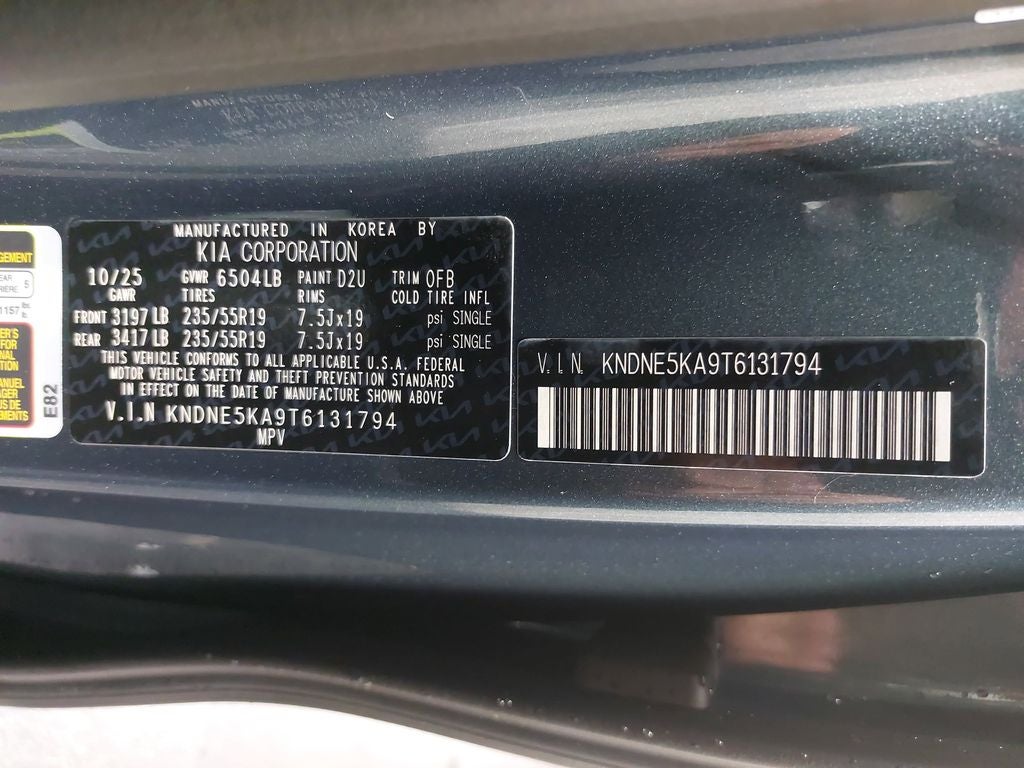 MANUFACTURED IN KOREA BY
KIA CORPORATION
10/25 GVWR 6504LB PAINT D2U TRIM OFB
GAWR TIRES RIMS COLD TIRE INFL
FRONT 3197 LB 235/55R19 7.5Jx19 psi SINGLE
REAR 3417 LB 235/55R19 7.5Jx19 psi SINGLE
THIS VEHICLE CONFORMS TO ALL APPLICABLE U.S.A. FEDERAL
MOTOR VEHICLE SAFETY AND THEFT PREVENTION STANDARDS
IN EFFECT ON THE DATE OF MANUFACTURE SHOWN ABOVE
V.I.N KNDNE5KA9T6131794
MPV
V.I.N. KNDNE5KA9T6131794
5
1157
E82